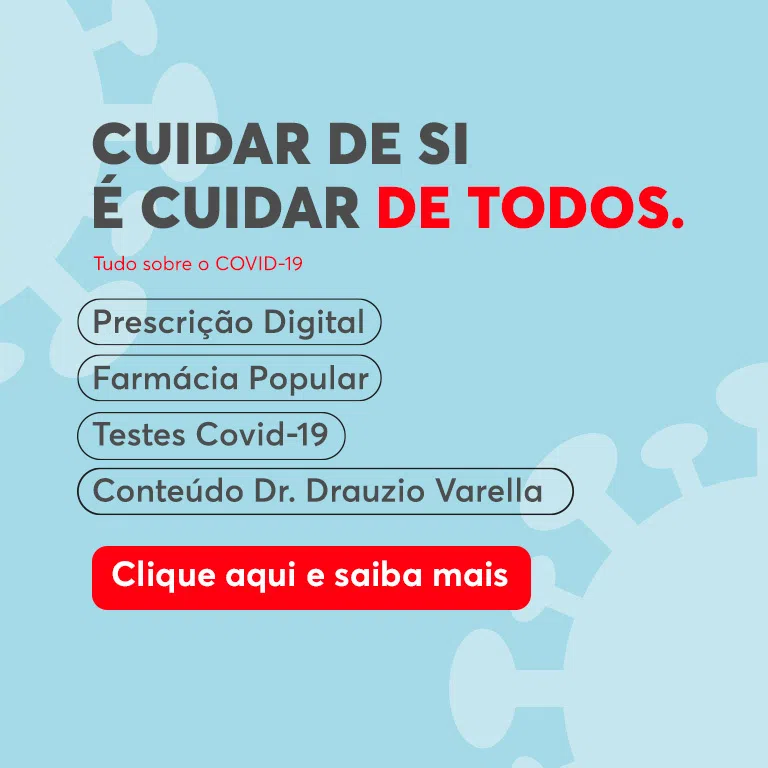 CUIDAR DE SI
É CUIDAR DE TODOS.
Tudo sobre o COVID-19
Prescrição Digital
Farmácia Popular
Testes Covid-19
Conteúdo Dr. Drauzio Varella
Clique aqui e saiba mais